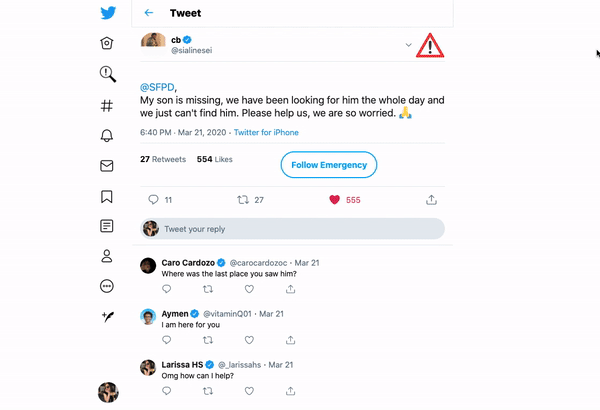 Tweet
cb
@sialinesei
@SFPD,
My son is missing, we have been looking for him the whole day and
we just can't find him. Please help us, we are so worried. 🙏
6:40 PM · Mar 21, 2020 · Twitter for iPhone
27 Retweets 554 Likes
Follow Emergency
11 27 555
Tweet your reply
Caro Cardozo @carocardozoc · Mar 21
Where was the last place you saw him?
Aymen @vitaminQ01 · Mar 21
I am here for you
Larissa HS @_larissahs · Mar 21
Omg how can I help?